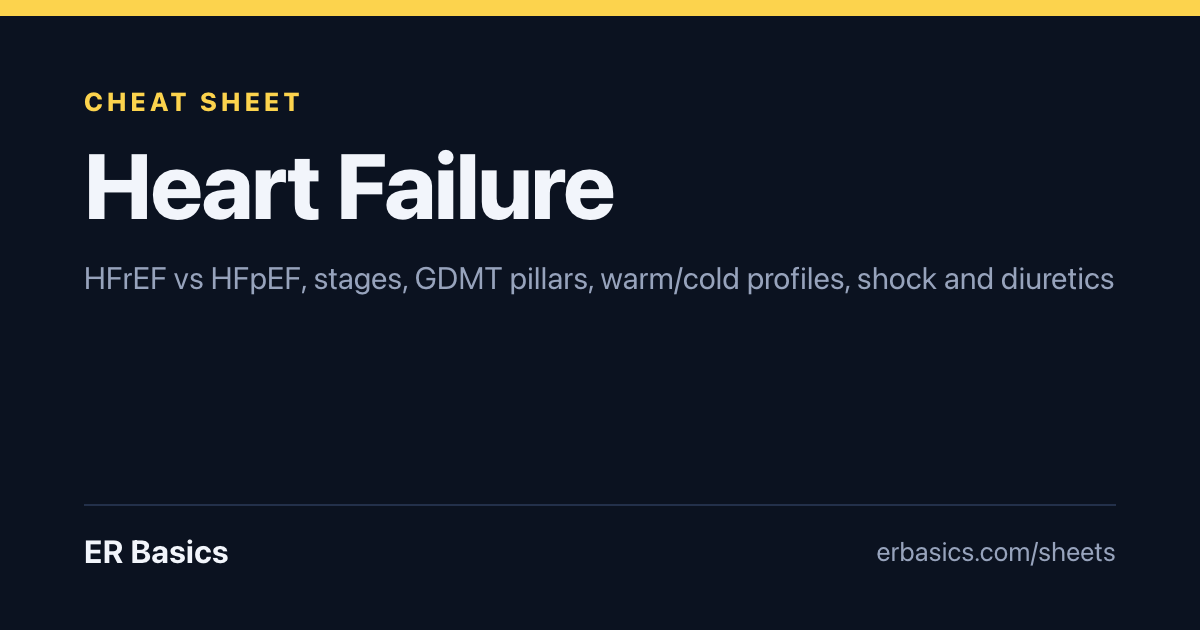 CHEAT SHEET
Heart Failure
HFrEF vs HFpEF, stages, GDMT pillars, warm/cold profiles, shock and diuretics
ER Basics
erbasics.com/sheets